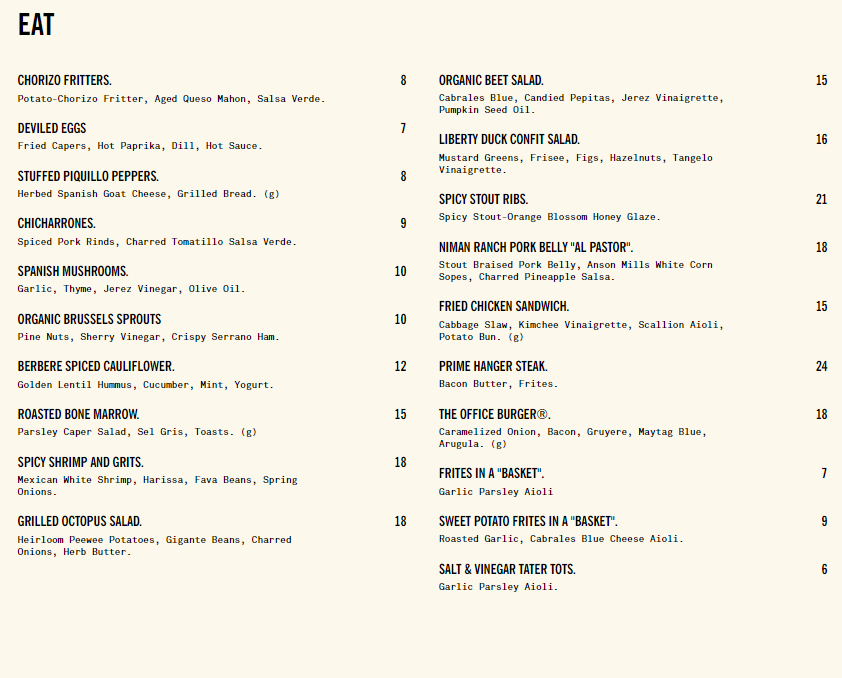 EAT
CHORIZO FRITTERS. 8
Potato-Chorizo Fritter, Aged Queso Mahon, Salsa Verde.
DEVILED EGGS 7
Fried Capers, Hot Paprika, Dill, Hot Sauce.
STUFFED PIQUILLO PEPPERS. 8
Herbed Spanish Goat Cheese, Grilled Bread. (g)
CHICHARRONES. 9
Spiced Pork Rinds, Charred Tomatillo Salsa Verde.
SPANISH MUSHROOMS. 10
Garlic, Thyme, Jerez Vinegar, Olive Oil.
ORGANIC BRUSSELS SPROUTS 10
Pine Nuts, Sherry Vinegar, Crispy Serrano Ham.
BERBERE SPICED CAULIFLOWER. 12
Golden Lentil Hummus, Cucumber, Mint, Yogurt.
ROASTED BONE MARROW. 15
Parsley Caper Salad, Sel Gris, Toasts. (g)
SPICY SHRIMP AND GRITS. 18
Mexican White Shrimp, Harissa, Fava Beans, Spring
Onions.
GRILLED OCTOPUS SALAD. 18
Heirloom Peewee Potatoes, Gigante Beans, Charred
Onions, Herb Butter.
ORGANIC BEET SALAD. 15
Cabrales Blue, Candied Pepitas, Jerez Vinaigrette,
Pumpkin Seed Oil.
LIBERTY DUCK CONFIT SALAD. 16
Mustard Greens, Frisee, Figs, Hazelnuts, Tangelo
Vinaigrette.
SPICY STOUT RIBS. 21
Spicy Stout-Orange Blossom Honey Glaze.
NIMAN RANCH PORK BELLY "AL PASTOR". 18
Stout Braised Pork Belly, Anson Mills White Corn
Sopes, Charred Pineapple Salsa.
FRIED CHICKEN SANDWICH. 15
Cabbage Slaw, Kimchee Vinaigrette, Scallion Aioli,
Potato Bun. (g)
PRIME HANGER STEAK. 24
Bacon Butter, Frites.
THE OFFICE BURGER®. 18
Caramelized Onion, Bacon, Gruyere, Maytag Blue,
Arugula. (g)
FRITES IN A "BASKET". 7
Garlic Parsley Aioli
SWEET POTATO FRITES IN A "BASKET". 9
Roasted Garlic, Cabrales Blue Cheese Aioli.
SALT & VINEGAR TATER TOTS. 6
Garlic Parsley Aioli.